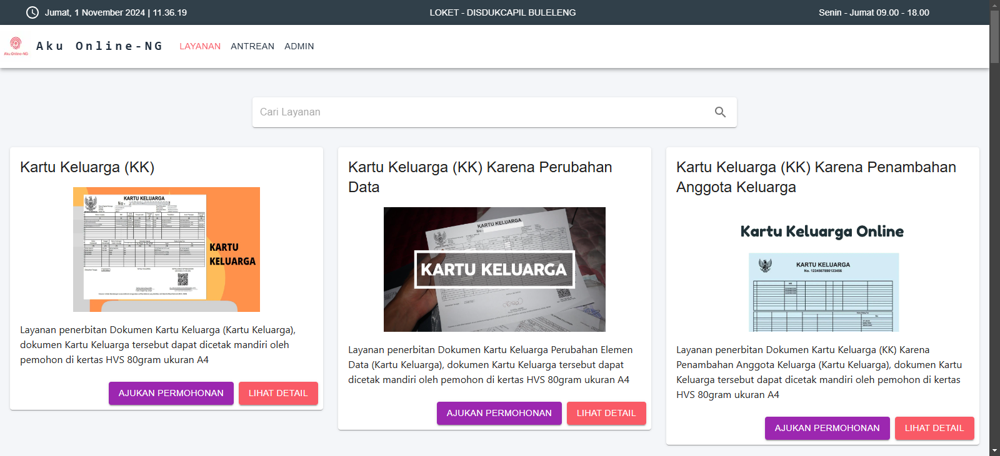 Jumat, 1 November 2024 | 11.36.19
LOKET - DISDUKCAPIL BULELENG
Senin - Jumat 09.00 - 18.00
Aku Online-NG
Aku Online-NG
LAYANAN
ANTREAN
ADMIN
Cari Layanan
Kartu Keluarga (KK)
KARTU KELUARGA
No.
KARTU
KELUARGA
Layanan penerbitan Dokumen Kartu Keluarga (Kartu Keluarga),
dokumen Kartu Keluarga tersebut dapat dicetak mandiri oleh
pemohon di kertas HVS 80gram ukuran A4
AJUKAN PERMOHONAN
LIHAT DETAIL
Kartu Keluarga (KK) Karena Perubahan
Data
KARTU KELUARGA
No.
KARTU KELUARGA
Layanan penerbitan Dokumen Kartu Keluarga Perubahan Elemen
Data (Kartu Keluarga), dokumen Kartu Keluarga tersebut dapat
dicetak mandiri oleh pemohon di kertas HVS 80gram ukuran A4
AJUKAN PERMOHONAN
LIHAT DETAIL
Kartu Keluarga (KK) Karena Penambahan
Anggota Keluarga
Kartu Keluarga Online
KARTU KELUARGA
No. 1234567890123456
Layanan penerbitan Dokumen Kartu Keluarga (KK) Karena
Penambahan Anggota Keluarga (Kartu Keluarga), dokumen Kartu
Keluarga tersebut dapat dicetak mandiri oleh pemohon di kertas
HVS 80gram ukuran A4
AJUKAN PERMOHONAN
LIHAT DETAIL